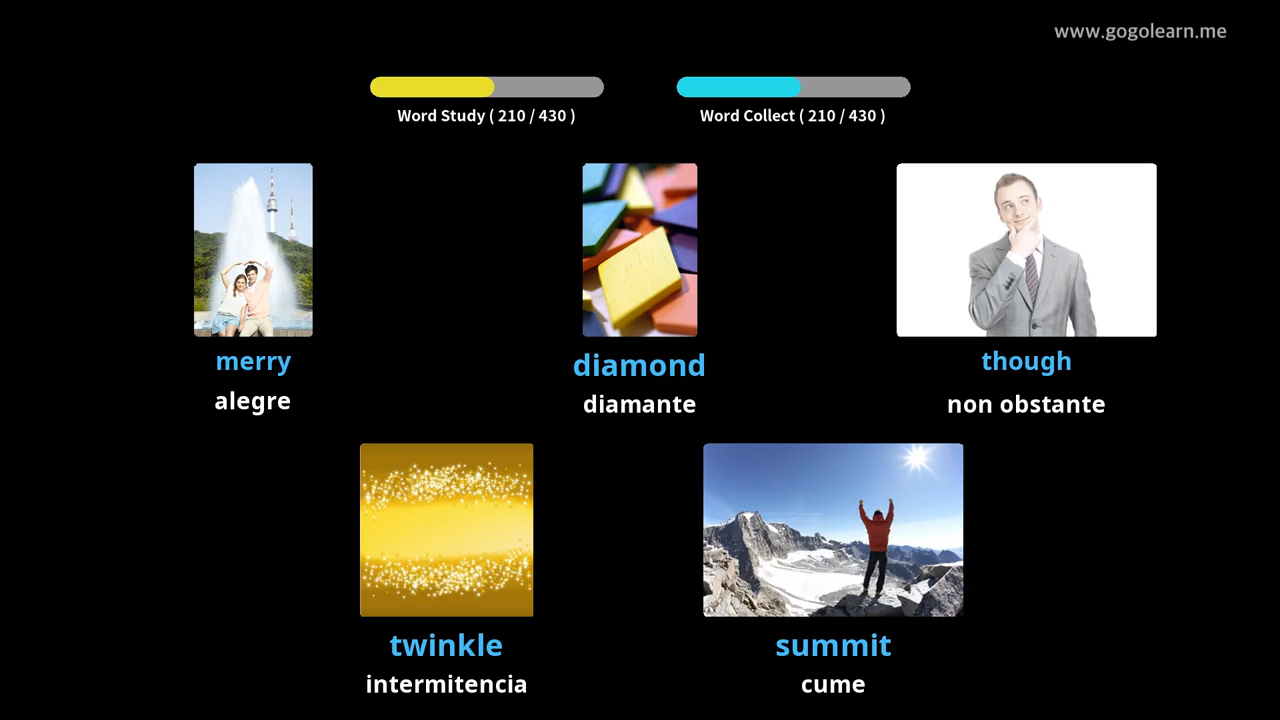 www.gogolearn.me
Word Study ( 210 / 430 )
Word Collect ( 210 / 430 )
merry
alegre
diamond
diamante
though
non obstante
twinkle
intermitencia
summit
cume